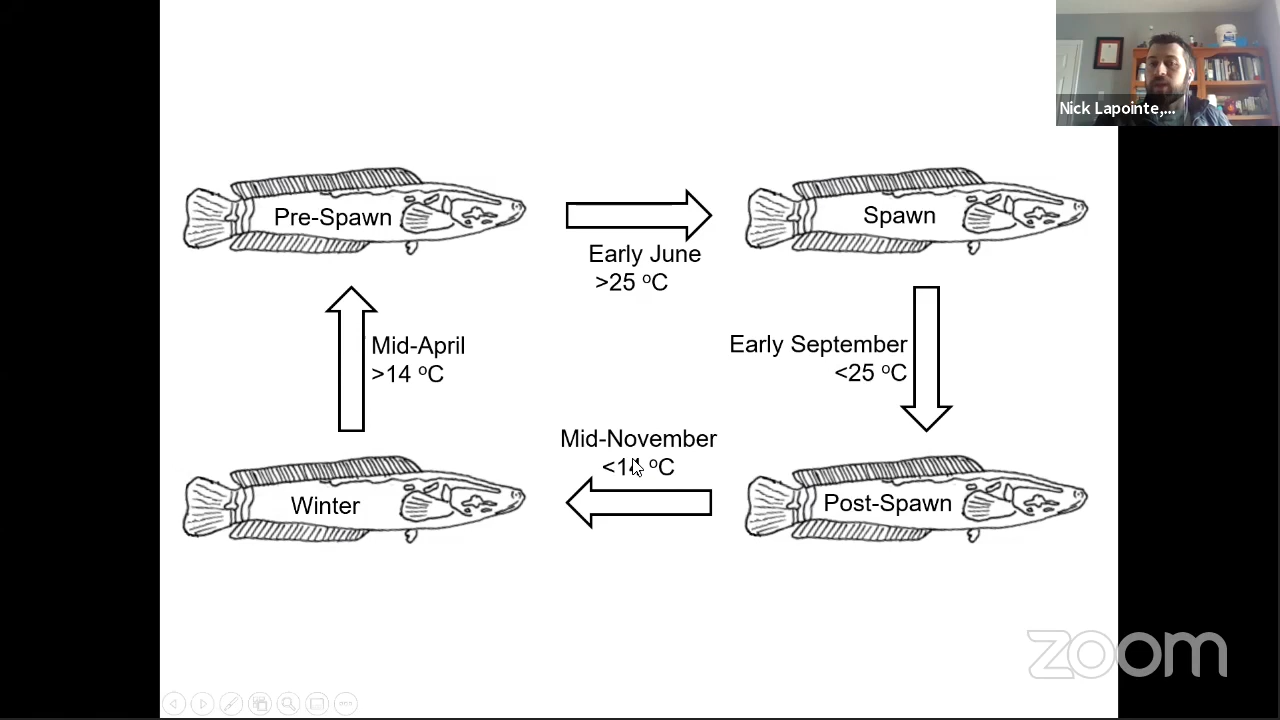 Nick Lapointe,...
Pre-Spawn
Spawn
Early June
>25 ºC
Mid-April
>14 ºC
Early September
<25 ºC
Mid-November
ºC
Winter
Post-Spawn
zoom